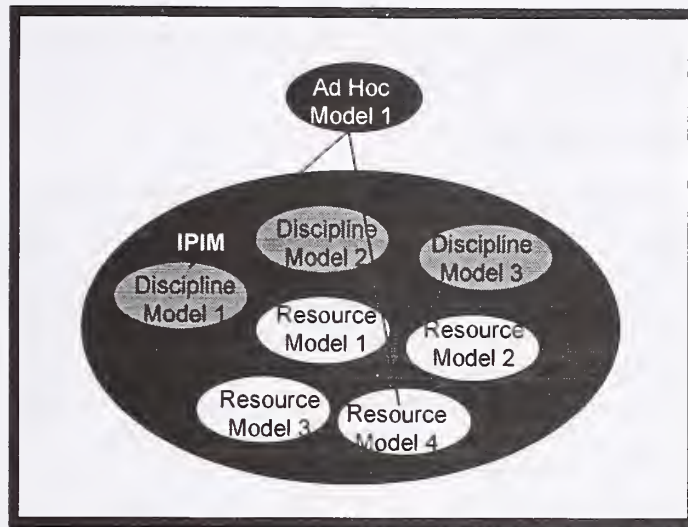 Ad Hoc
Model 1
IPIM
Discipline
Model 2
Discipline
Model 3
Discipline
Model 1
Resource
Model 1
Resource
Model 2
Resource
Model 3
Resource
Model 4